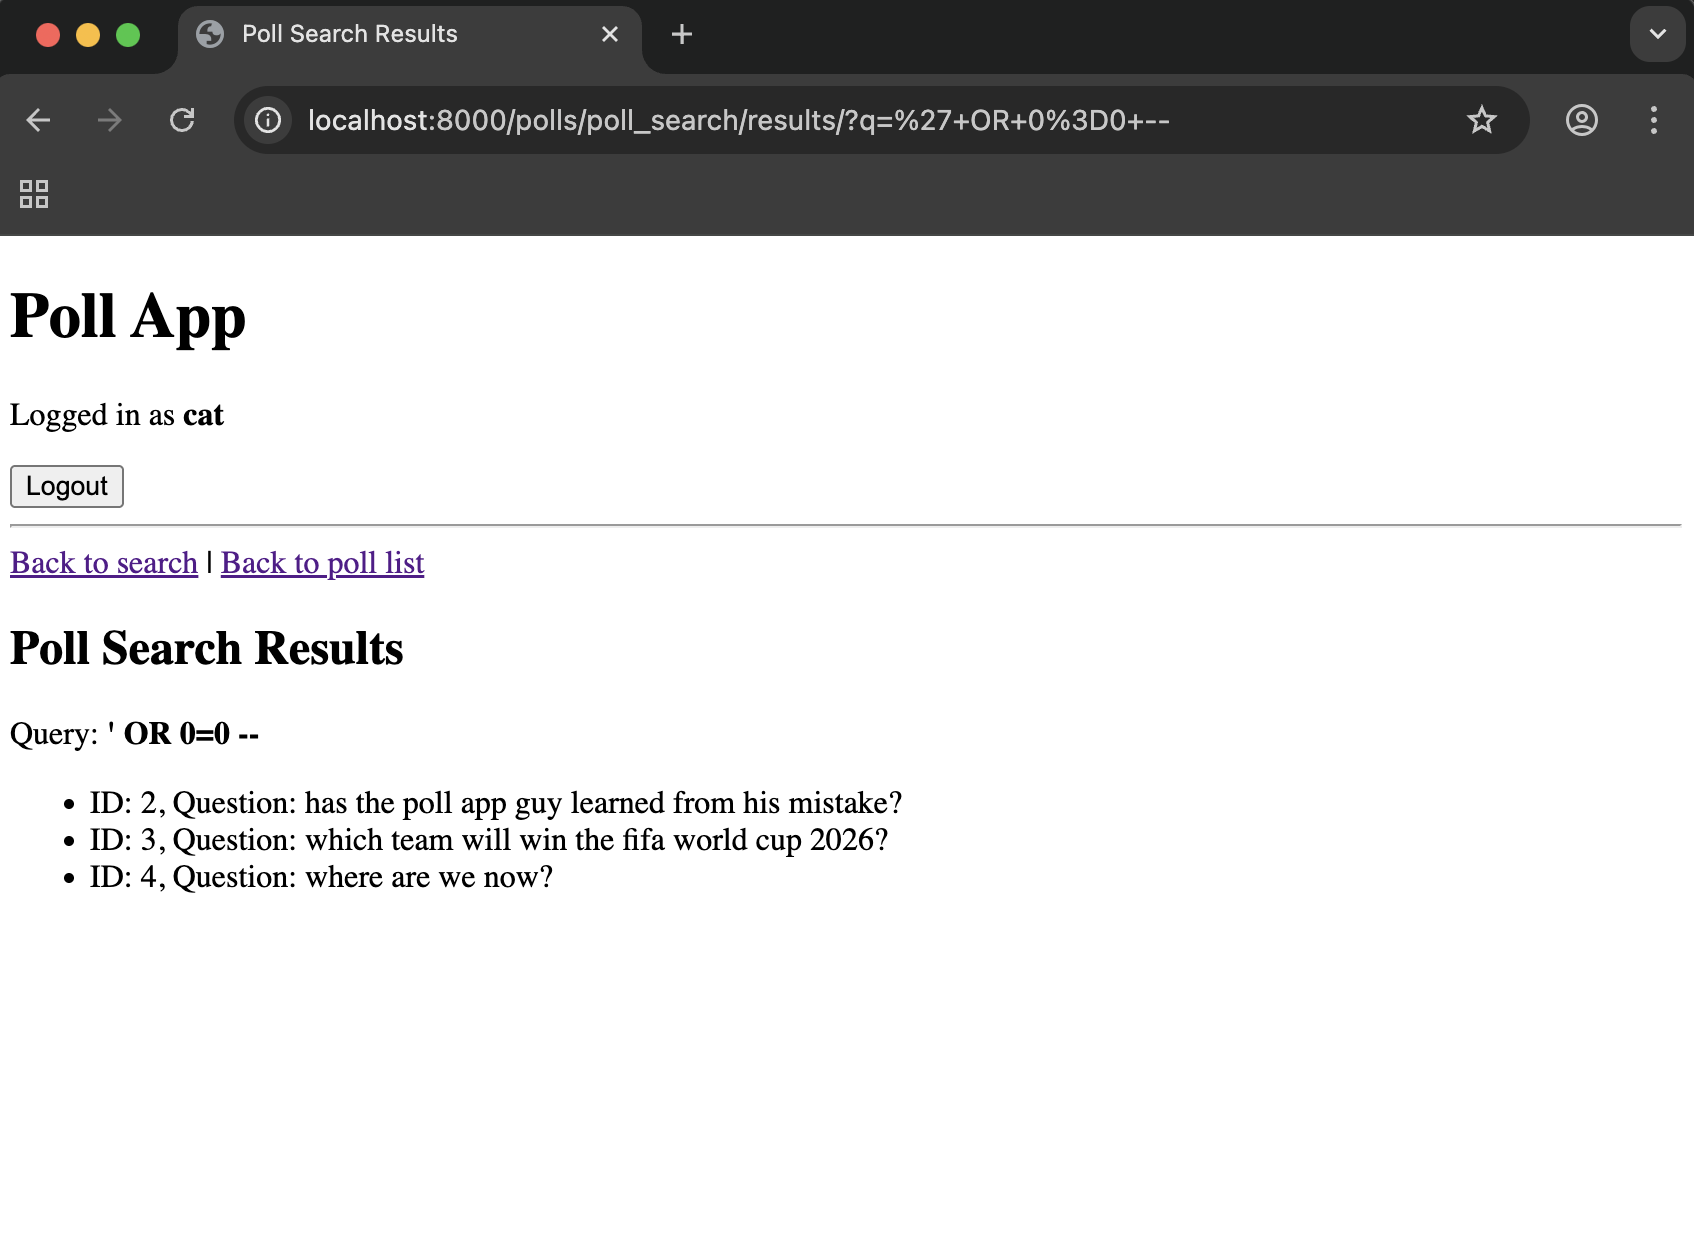 Poll Search Results
localhost:8000/polls/poll_search/results/?q=%27+OR+0%3D0+--
Poll App
Logged in as cat
Logout
Back to search | Back to poll list
Poll Search Results
Query: ' OR 0=0 --
ID: 2, Question: has the poll app guy learned from his mistake?
ID: 3, Question: which team will win the fifa world cup 2026?
ID: 4, Question: where are we now?